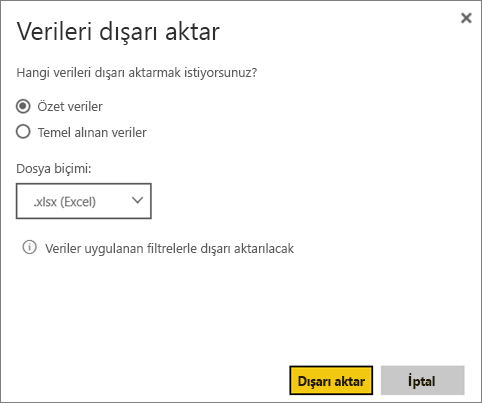 Verileri dışarı aktar
Hangi verileri dışarı aktarmak istiyorsunuz?
Özet veriler
Temel alınan veriler
Dosya biçimi:
.xlsx (Excel)
Veriler uygulanan filtrelerle dışarı aktarılacak
Dışarı aktar
İptal